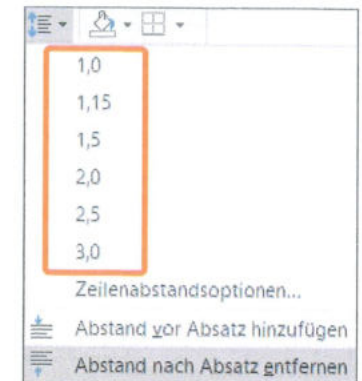 1,0
1,15
1,5
2,0
2,5
3,0
Zeilenabstandsoptionen...
Abstand vor Absatz hinzufügen
Abstand nach Absatz entfernen